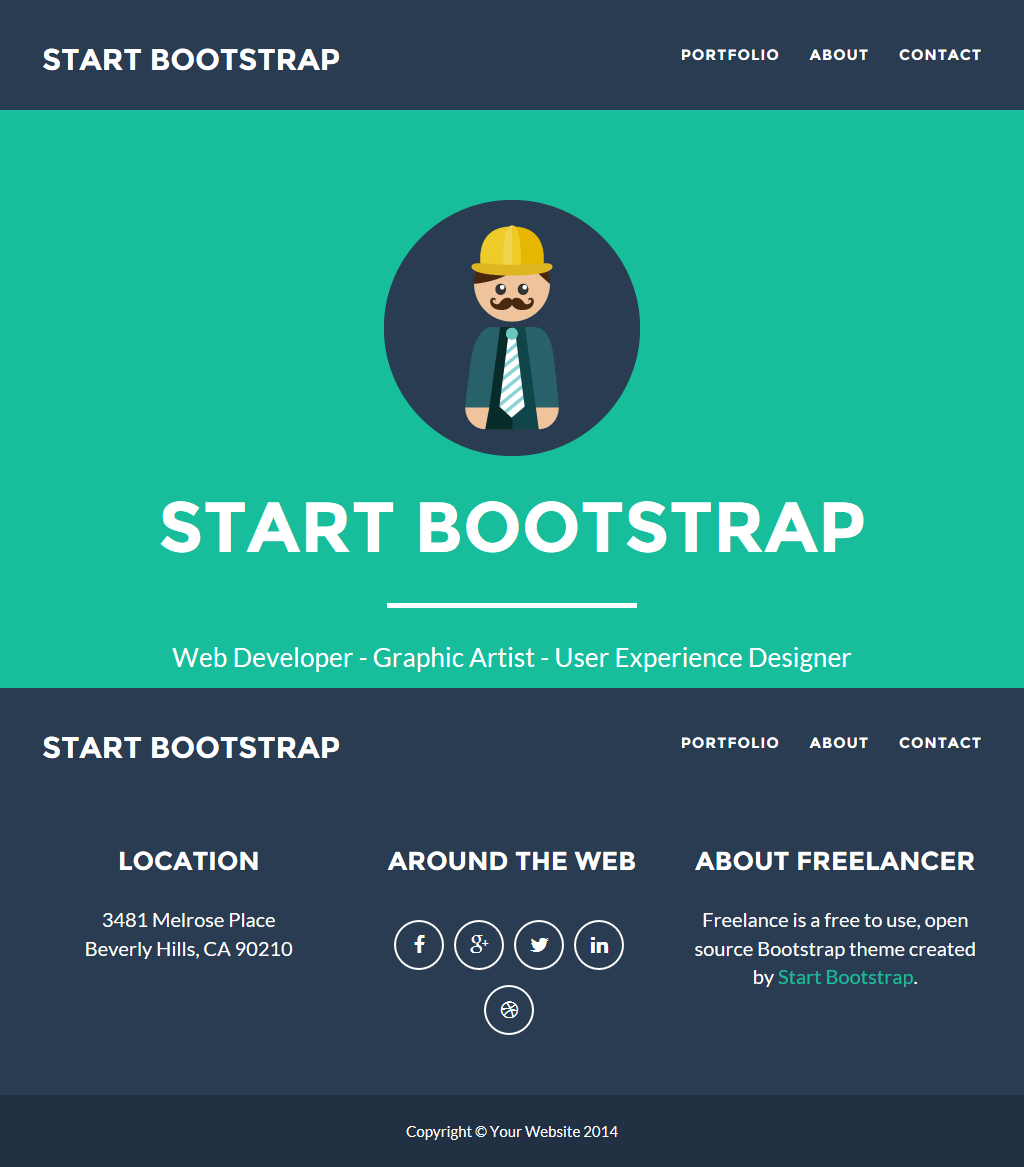 START BOOTSTRAP
PORTFOLIO ABOUT CONTACT
START BOOTSTRAP
Web Developer - Graphic Artist - User Experience Designer
START BOOTSTRAP
PORTFOLIO ABOUT CONTACT
LOCATION
3481 Melrose Place
Beverly Hills, CA 90210
AROUND THE WEB
ABOUT FREELANCER
Freelance is a free to use, open
source Bootstrap theme created
by Start Bootstrap.
Copyright © Your Website 2014